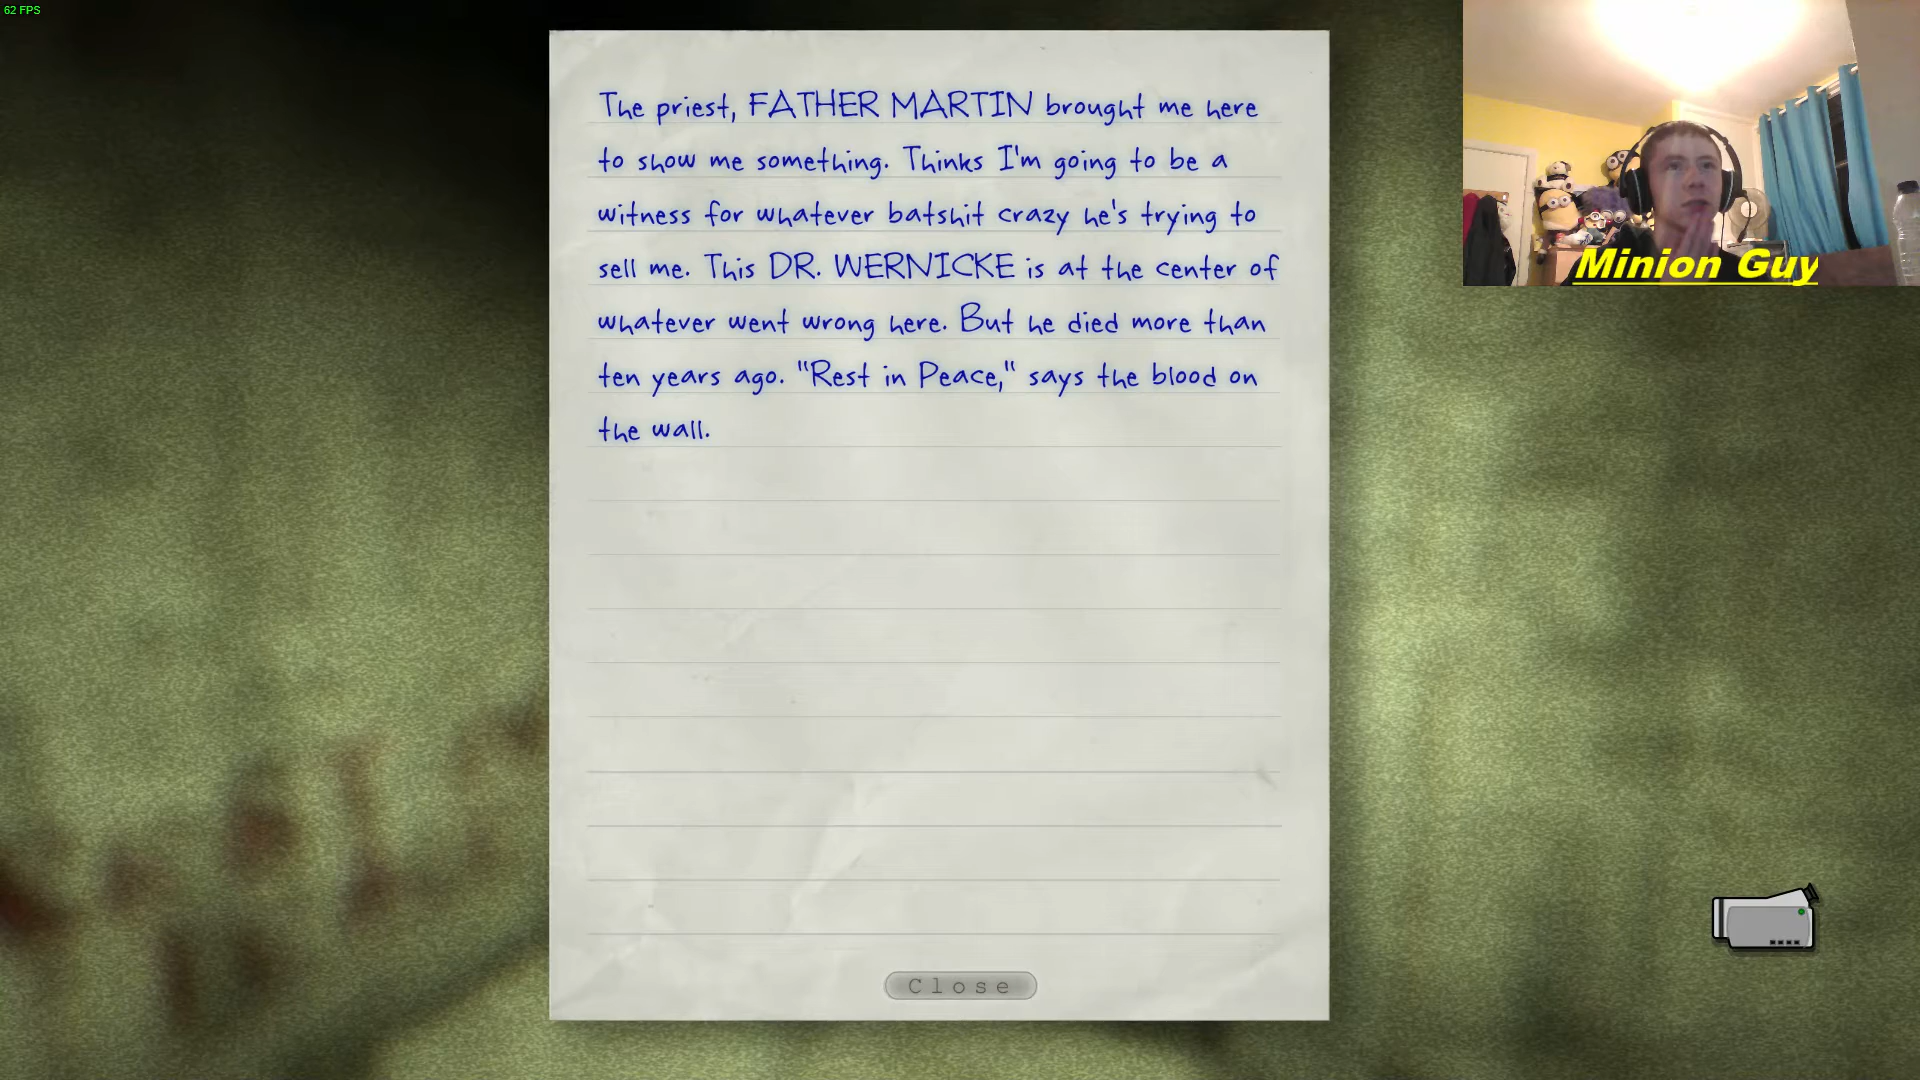 62 FPS
The priest, FATHER MARTIN brought me here
to show me something. Thinks I'm going to be a
witness for whatever batshit crazy he's trying to
sell me. This DR. WERNICKE is at the center of
whatever went wrong here. But he died more than
ten years ago. "Rest in Peace," says the blood on
the wall.
Minion Guy
Close